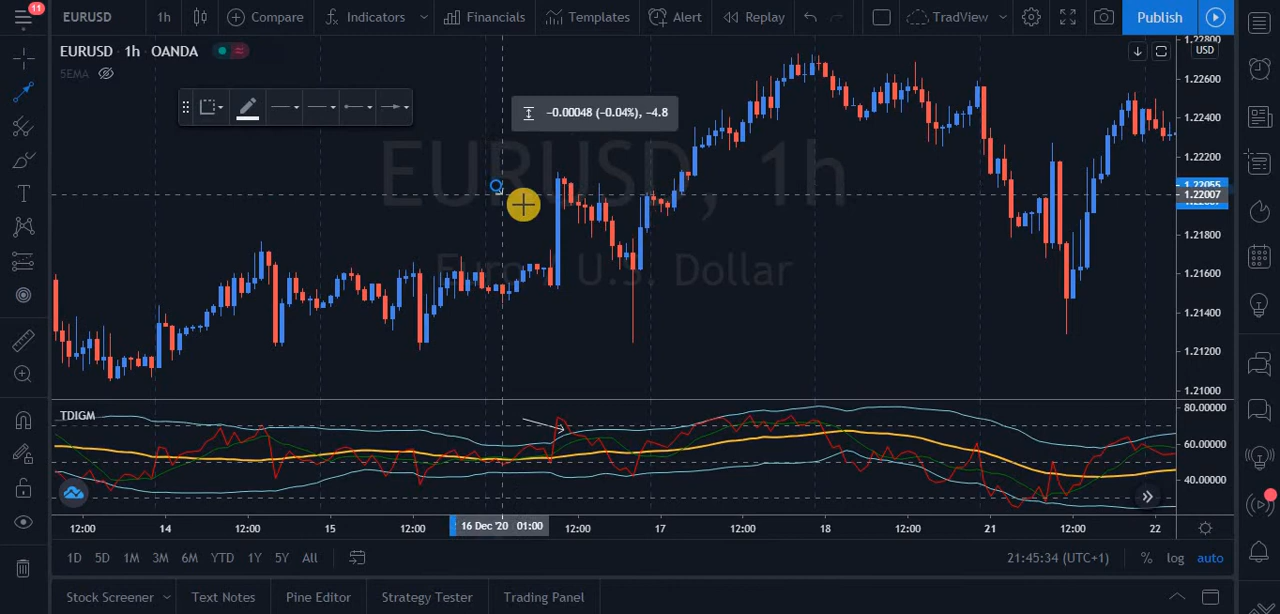 11
EURUSD 1h Compare Indicators Financials Templates Alert Replay TradView Publish
EURUSD · 1h · OANDA
5EMA
−0.00048 (−0.04%), −4.8
EURUSD, 1h
Euro / U.S. Dollar
1.22800
USD
1.22600
1.22400
1.22200
1.22055
1.22007
1.21800
1.21600
1.21400
1.21200
1.21000
TDIGM
80.00000
60.00000
40.00000
12:00 14 12:00 15 12:00 16 Dec '20 01:00 12:00 17 12:00 18 12:00 21 12:00 22
1D 5D 1M 3M 6M YTD 1Y 5Y All 21:45:34 (UTC+1) % log auto
Stock Screener Text Notes Pine Editor Strategy Tester Trading Panel